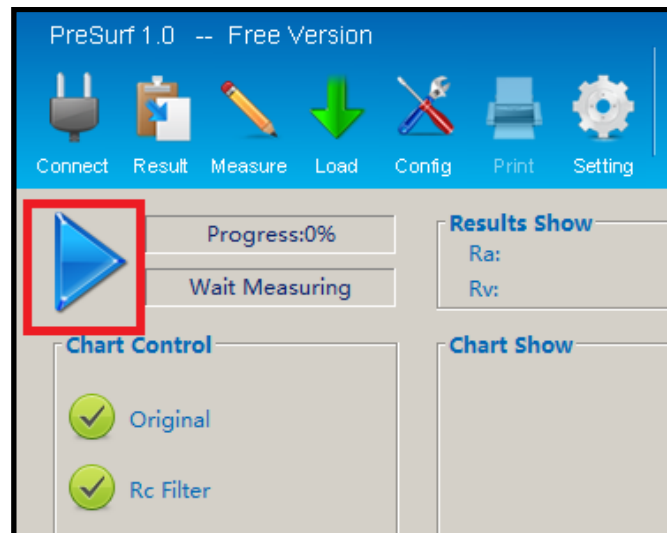 PreSurf 1.0 -- Free Version
Connect Result Measure Load Config Print Setting
Progress:0%
Wait Measuring
Results Show
Ra:
Rv:
Chart Control
Original
Rc Filter
Chart Show